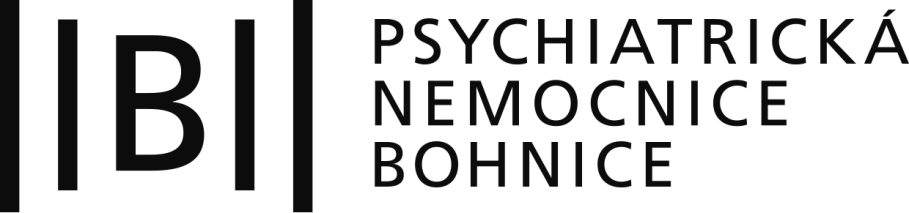 ||B||
PSYCHIATRICKÁ
NEMOCNICE
BOHNICE